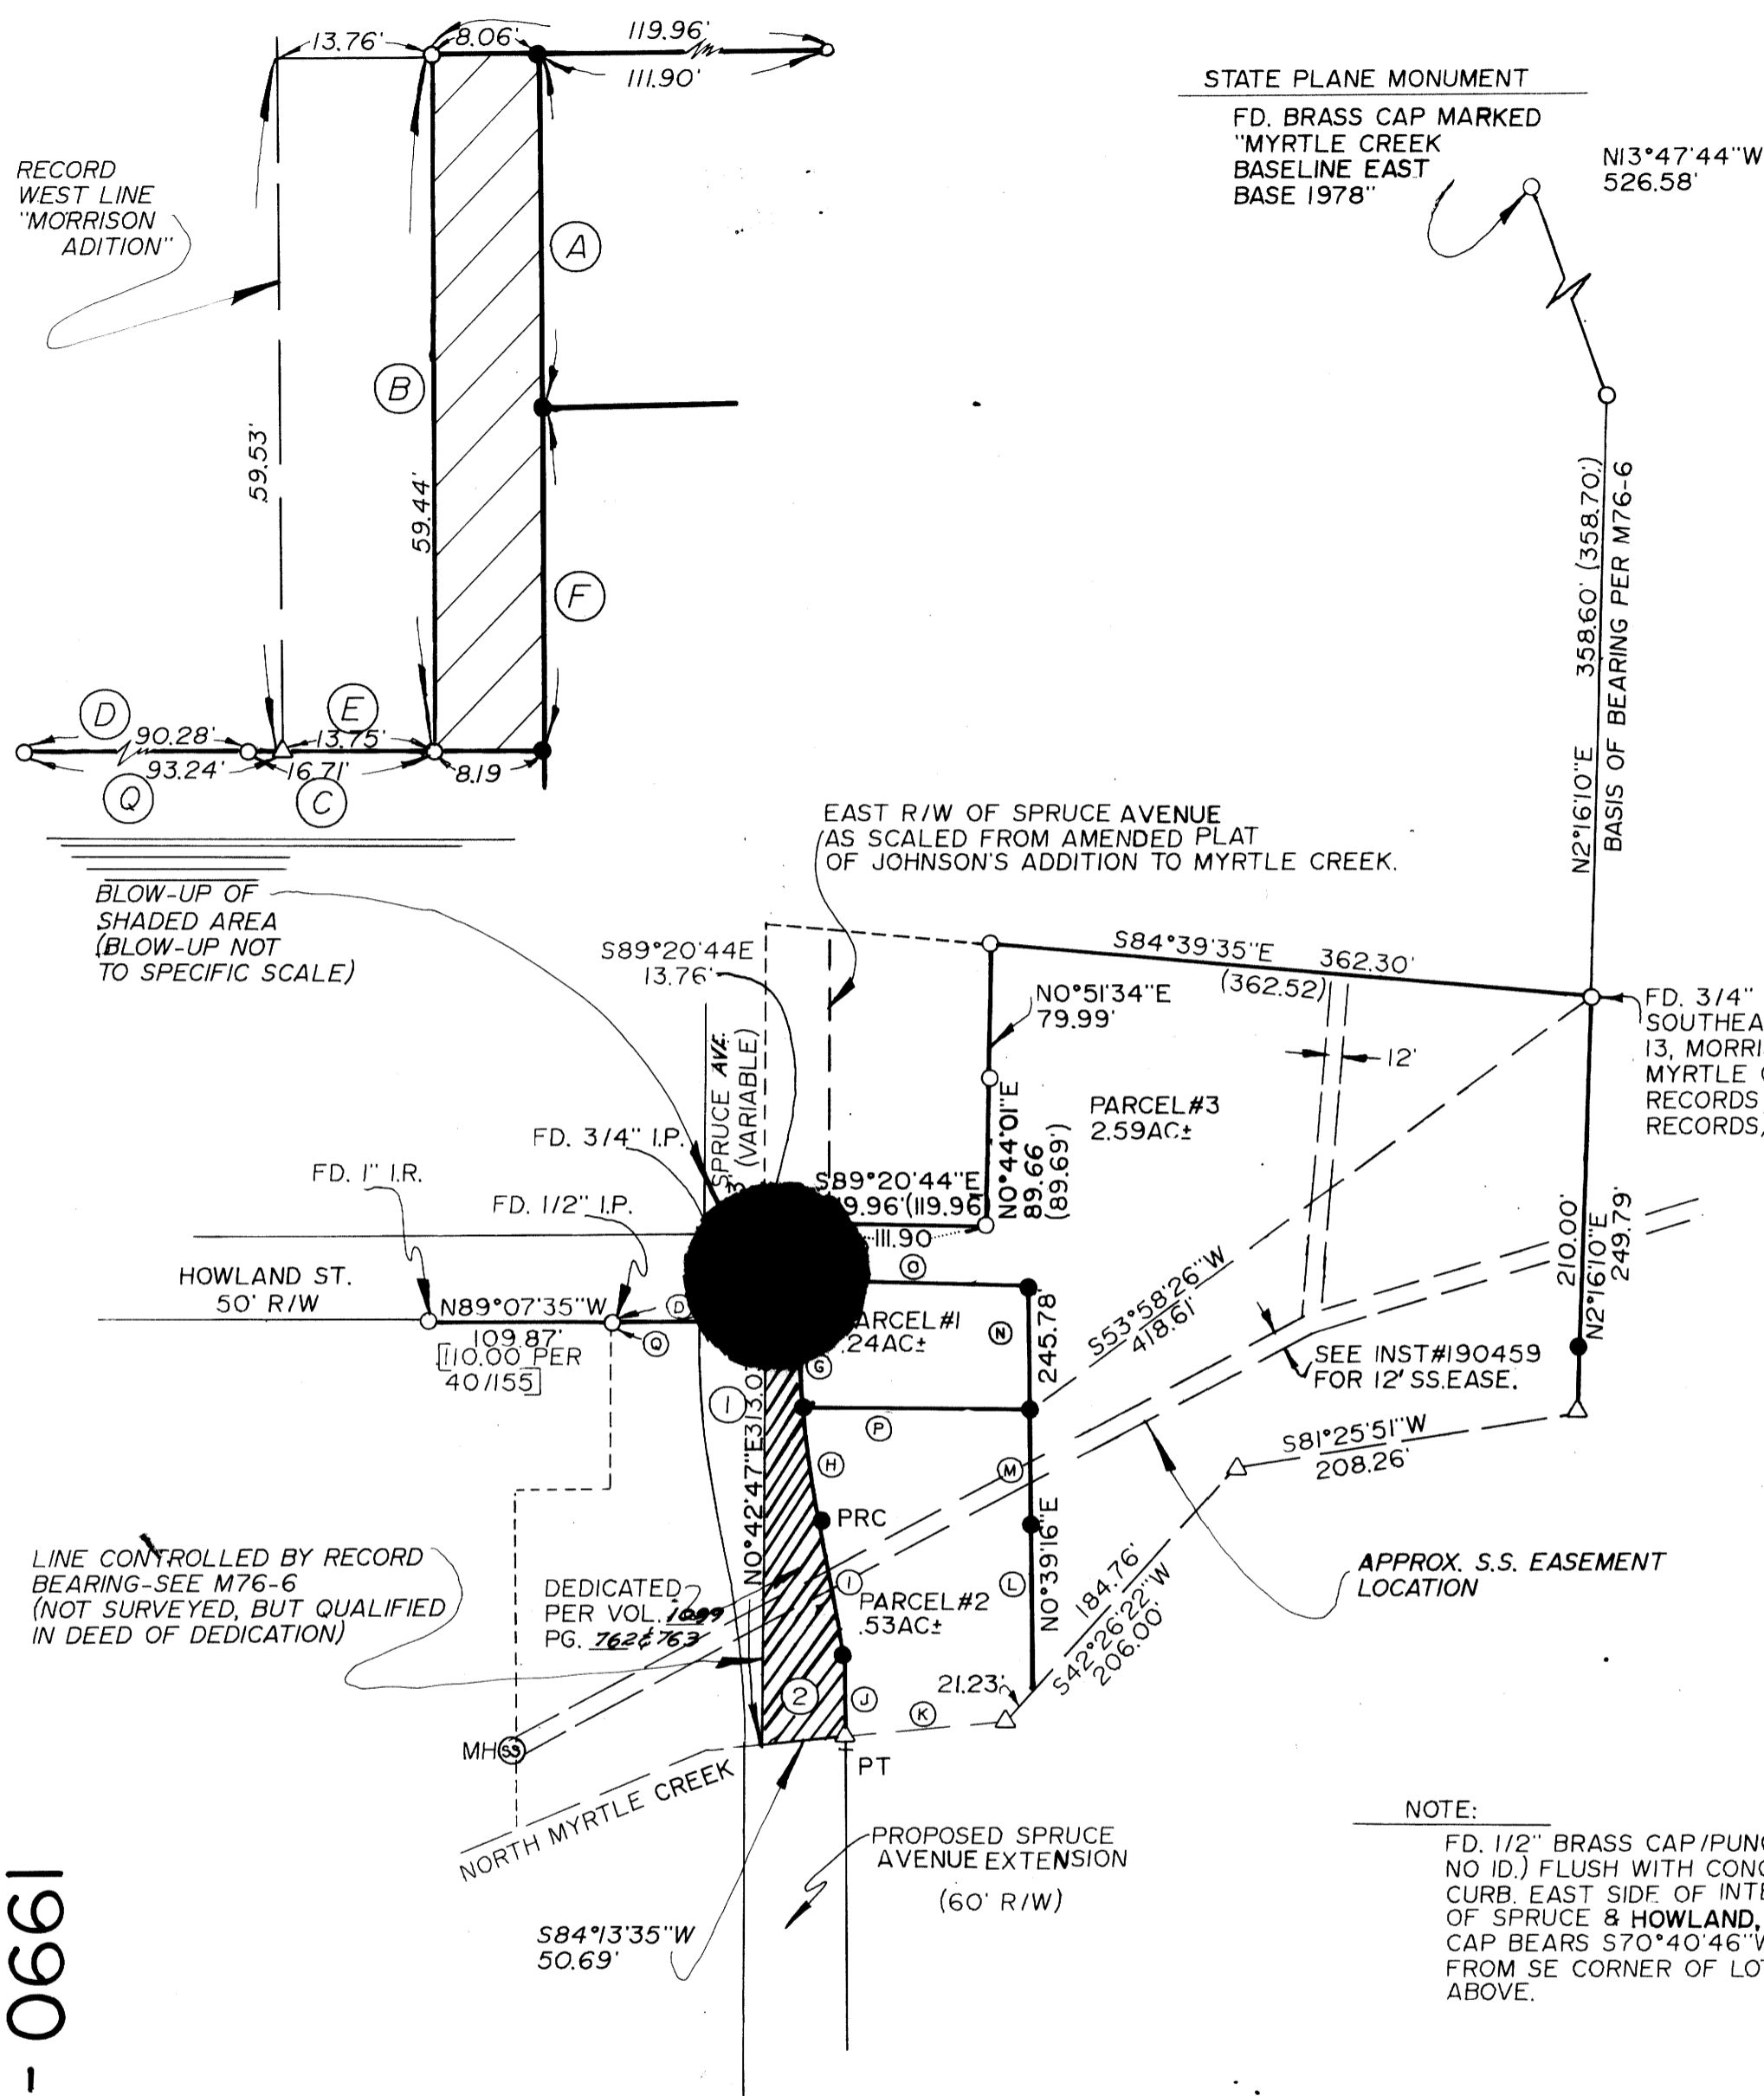 13.76'
8.06'
119.96'
111.90'
RECORD
WEST LINE
"MORRISON
ADITION"
A
B
59.53'
59.44'
F
D
E
90.28'
13.75'
93.24'
16.71'
8.19
Q
C
BLOW-UP OF
SHADED AREA
(BLOW-UP NOT
TO SPECIFIC SCALE)
STATE PLANE MONUMENT
FD. BRASS CAP MARKED
"MYRTLE CREEK
BASELINE EAST
BASE 1978"
N13°47'44"W
526.58'
N2°16'10"E 358.60' (358.70')
BASIS OF BEARING PER M76-6
EAST R/W OF SPRUCE AVENUE
AS SCALED FROM AMENDED PLAT
OF JOHNSON'S ADDITION TO MYRTLE CREEK.
S89°20'44E
13.76'
SPRUCE AVE.
(VARIABLE)
S84°39'35"E 362.30'
(362.52)
N0°51'34"E
79.99'
12'
FD. 3/4"
SOUTHEA
13, MORRI
MYRTLE
RECORDS
RECORDS,
PARCEL#3
2.59AC±
N0°44'01"E
89.66
(89.69')
FD. 3/4" I.P.
FD. 1" I.R.
FD. 1/2" I.P.
S89°20'44"E
9.96'(119.96
111.90
O
HOWLAND ST.
50' R/W
N89°07'35"W
109.87'
[110.00 PER
40/155]
D
Q
ARCEL#1
.24AC±
G
N
245.78'
S53°58'26"W
418.61'
210.00'
N2°16'10"E
249.79'
SEE INST#190459
FOR 12' SS.EASE.
1
N0°42'47"E313.0
P
H
M
S81°25'51"W
208.26'
PRC
LINE CONTROLLED BY RECORD
BEARING-SEE M76-6
(NOT SURVEYED, BUT QUALIFIED
IN DEED OF DEDICATION)
DEDICATED
PER VOL. 1099
PG. 762&763
I
PARCEL#2
.53AC±
L
N0°39'16"E
184.76'
S42°26'22"W
206.00'
APPROX. S.S. EASEMENT
LOCATION
2
J
21.23'
K
MH SS
PT
NORTH MYRTLE CREEK
PROPOSED SPRUCE
AVENUE EXTENSION
(60' R/W)
S84°13'35"W
50.69'
NOTE:
FD. 1/2" BRASS CAP/PUNC
NO ID.) FLUSH WITH CONC
CURB. EAST SIDE OF INTE
OF SPRUCE & HOWLAND,
CAP BEARS S70°40'46"W
FROM SE CORNER OF LOT
ABOVE.
- 0661